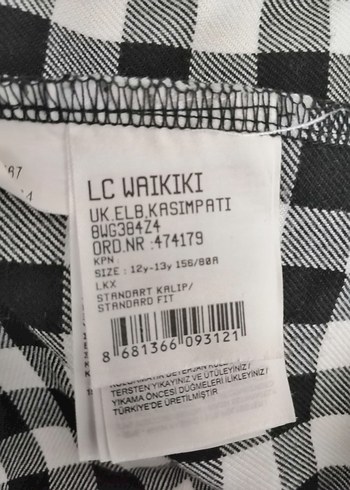 87
LC WAIKIKI
UK.ELB.KASIMPATI
8WG384Z4
ORD.NR :474179
KPN :
SIZE : 12y-13y 156/80A
LKX
STANDART KALIP/
STANDARD FIT
8 681366 093121
TERSTEN YIKAYINIZ VE ÜTÜLEYİNİZ /
YIKAMA ÖNCESİ DÜĞMELERİ İLİKLEYİNİZ /
TÜRKİYE'DE ÜRETİLMİŞTİR